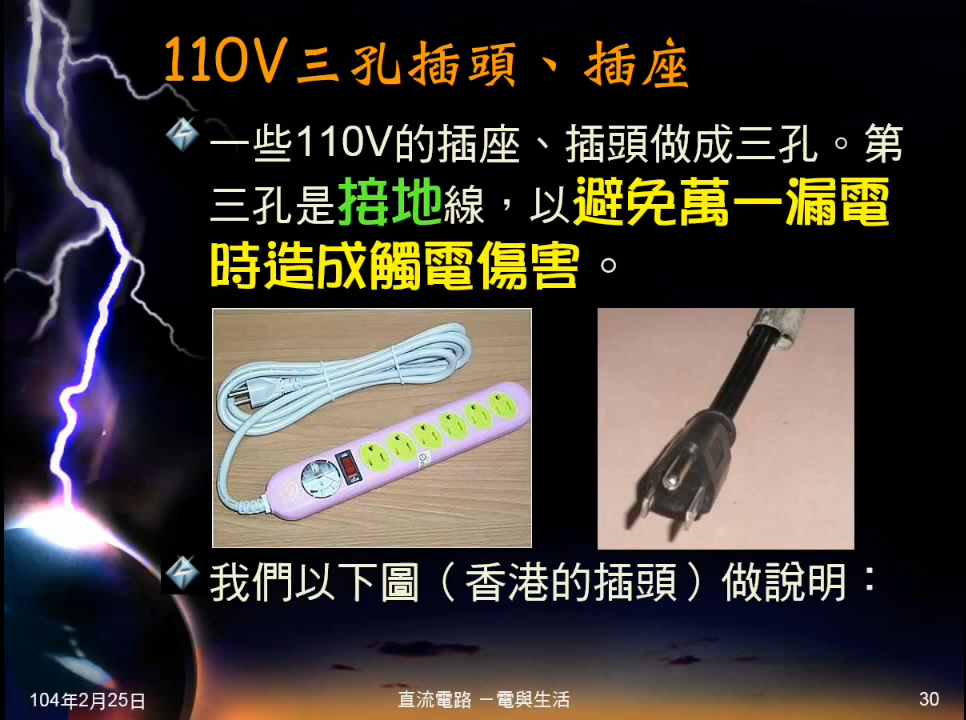 110V三孔插頭、插座
一些110V的插座、插頭做成三孔。第
三孔是接地線，以避免萬一漏電
時造成觸電傷害。
我們以下圖（香港的插頭）做說明：
104年2月25日
直流電路 －電與生活
30